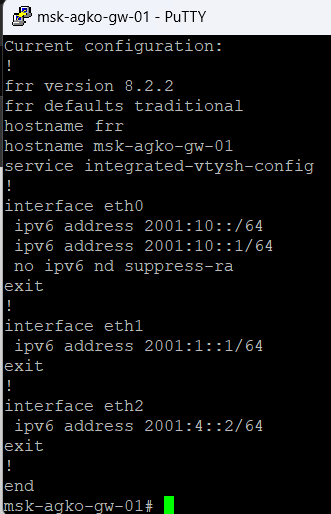 msk-agko-gw-01 - PuTTY
Current configuration:
!
frr version 8.2.2
frr defaults traditional
hostname frr
hostname msk-agko-gw-01
service integrated-vtysh-config
!
interface eth0
 ipv6 address 2001:10::/64
 ipv6 address 2001:10::1/64
 no ipv6 nd suppress-ra
exit
!
interface eth1
 ipv6 address 2001:1::1/64
exit
!
interface eth2
 ipv6 address 2001:4::2/64
exit
!
end
msk-agko-gw-01#